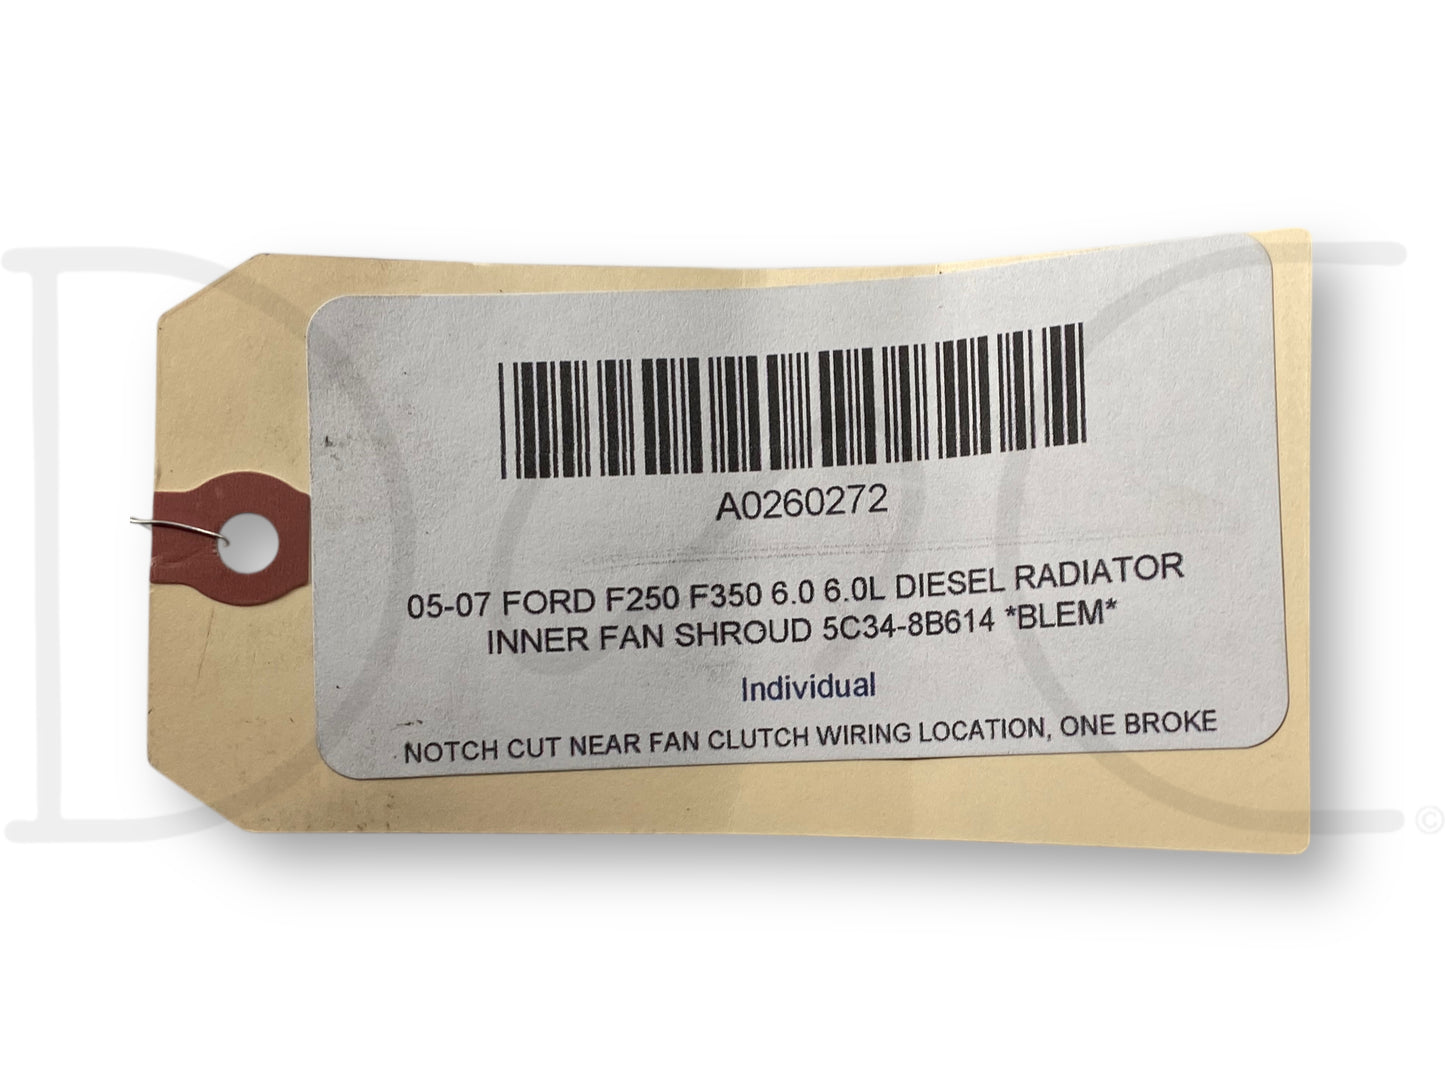 A0260272
05-07 FORD F250 F350 6.0 6.0L DIESEL RADIATOR
INNER FAN SHROUD 5C34-8B614 *BLEM*
Individual
NOTCH CUT NEAR FAN CLUTCH WIRING LOCATION, ONE BROKE
©